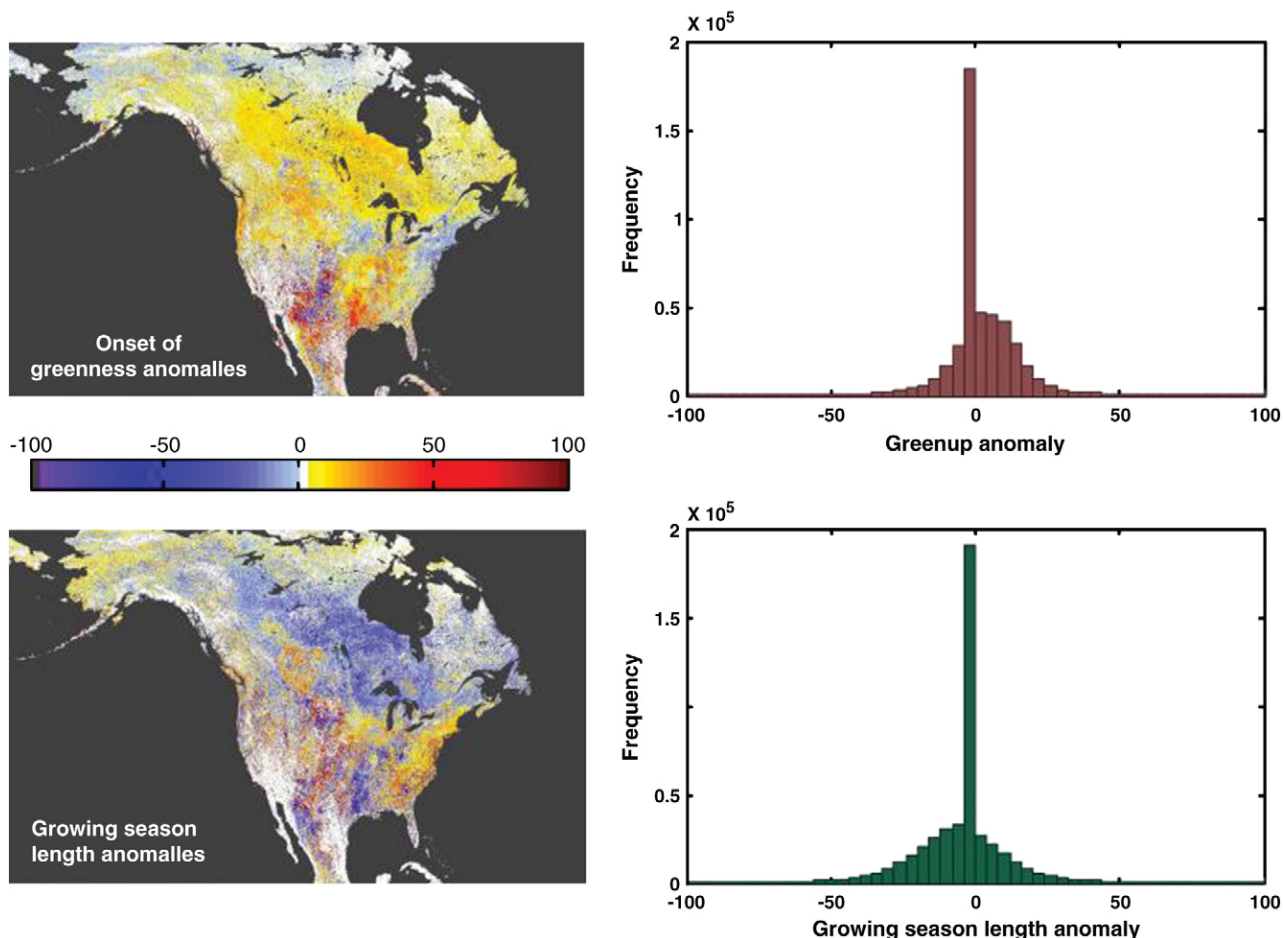 Onset of
greenness anomalles
-100 -50 0 50 100
Growing season
length anomalles
X 10^5
2
1.5
1
0.5
0
Frequency
-100 -50 0 50 100
Greenup anomaly
X 10^5
2
1.5
2
0.5
0
Frequency
-100 -50 0 50 100
Growing season length anomaly